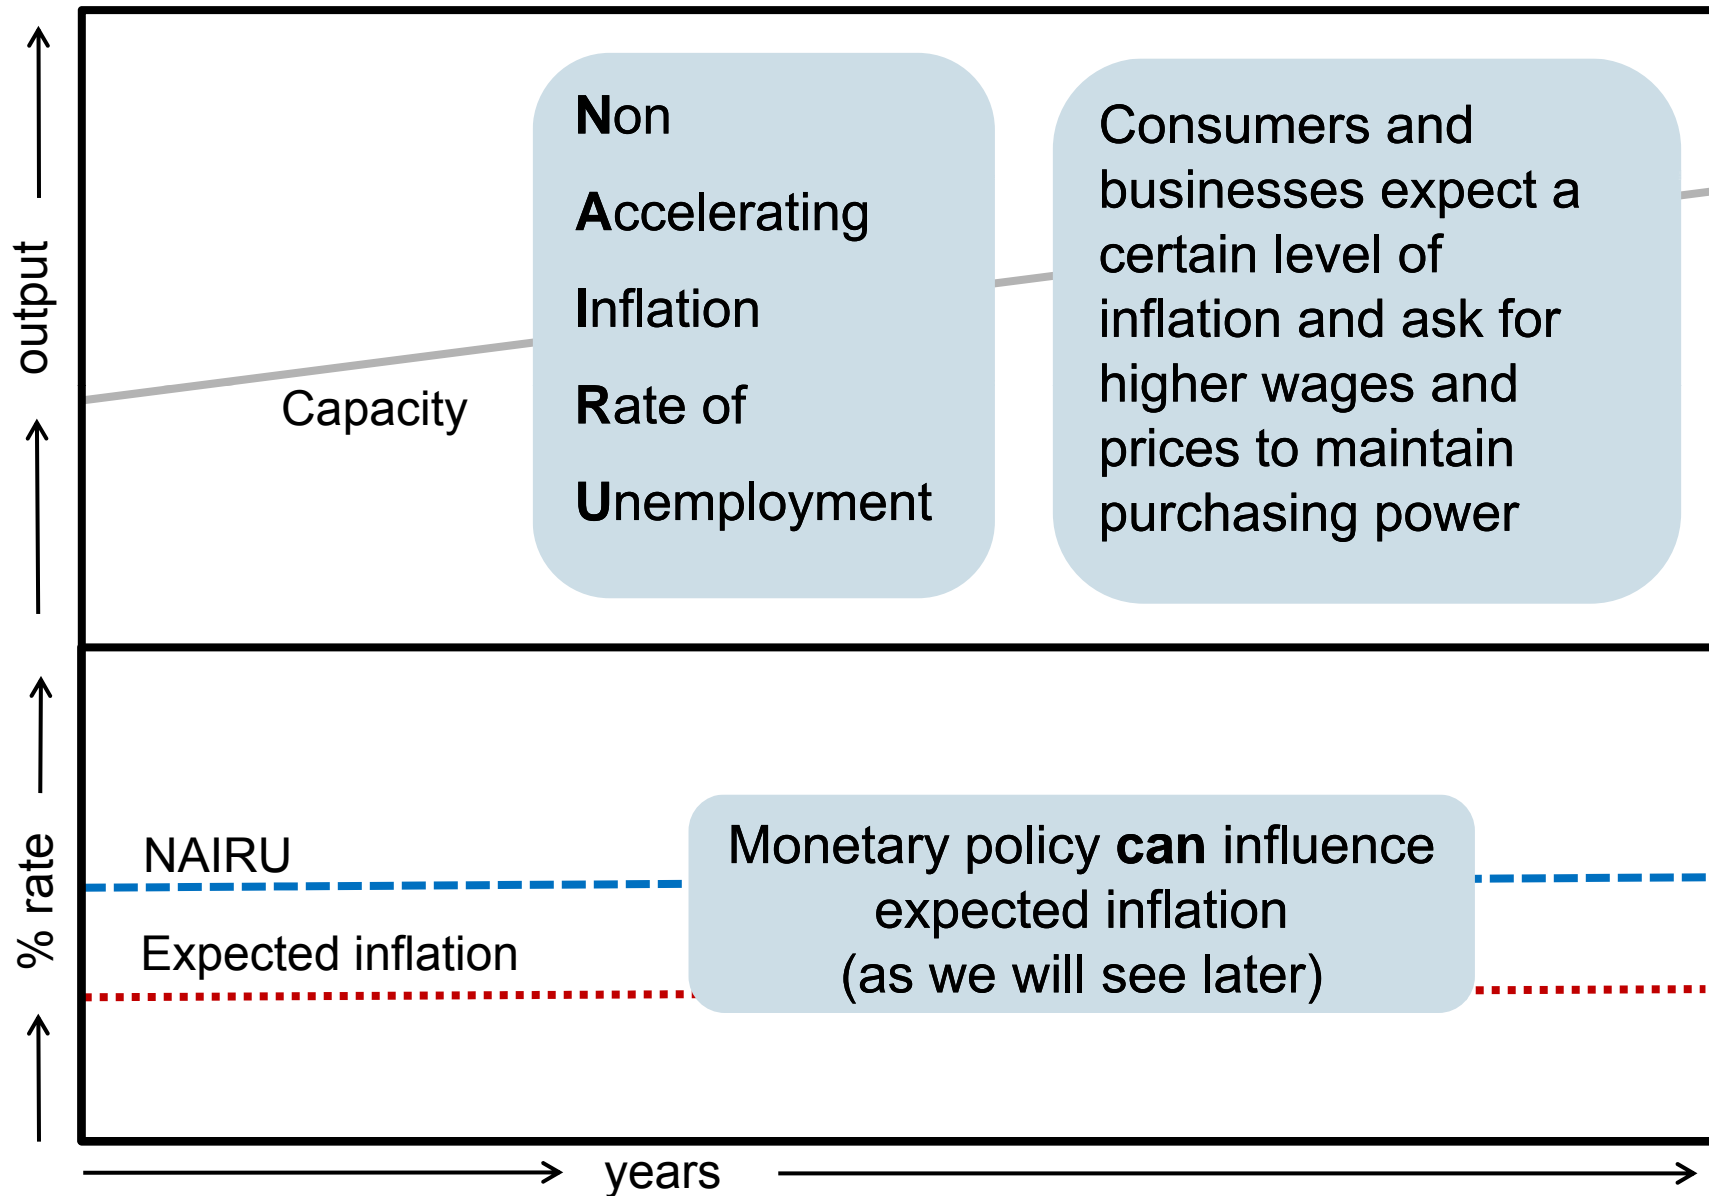 output
Capacity
Non
Accelerating
Inflation
Rate of
Unemployment
Consumers and
businesses expect a
certain level of
inflation and ask for
higher wages and
prices to maintain
purchasing power
% rate
NAIRU
Expected inflation
Monetary policy can influence
expected inflation
(as we will see later)
years